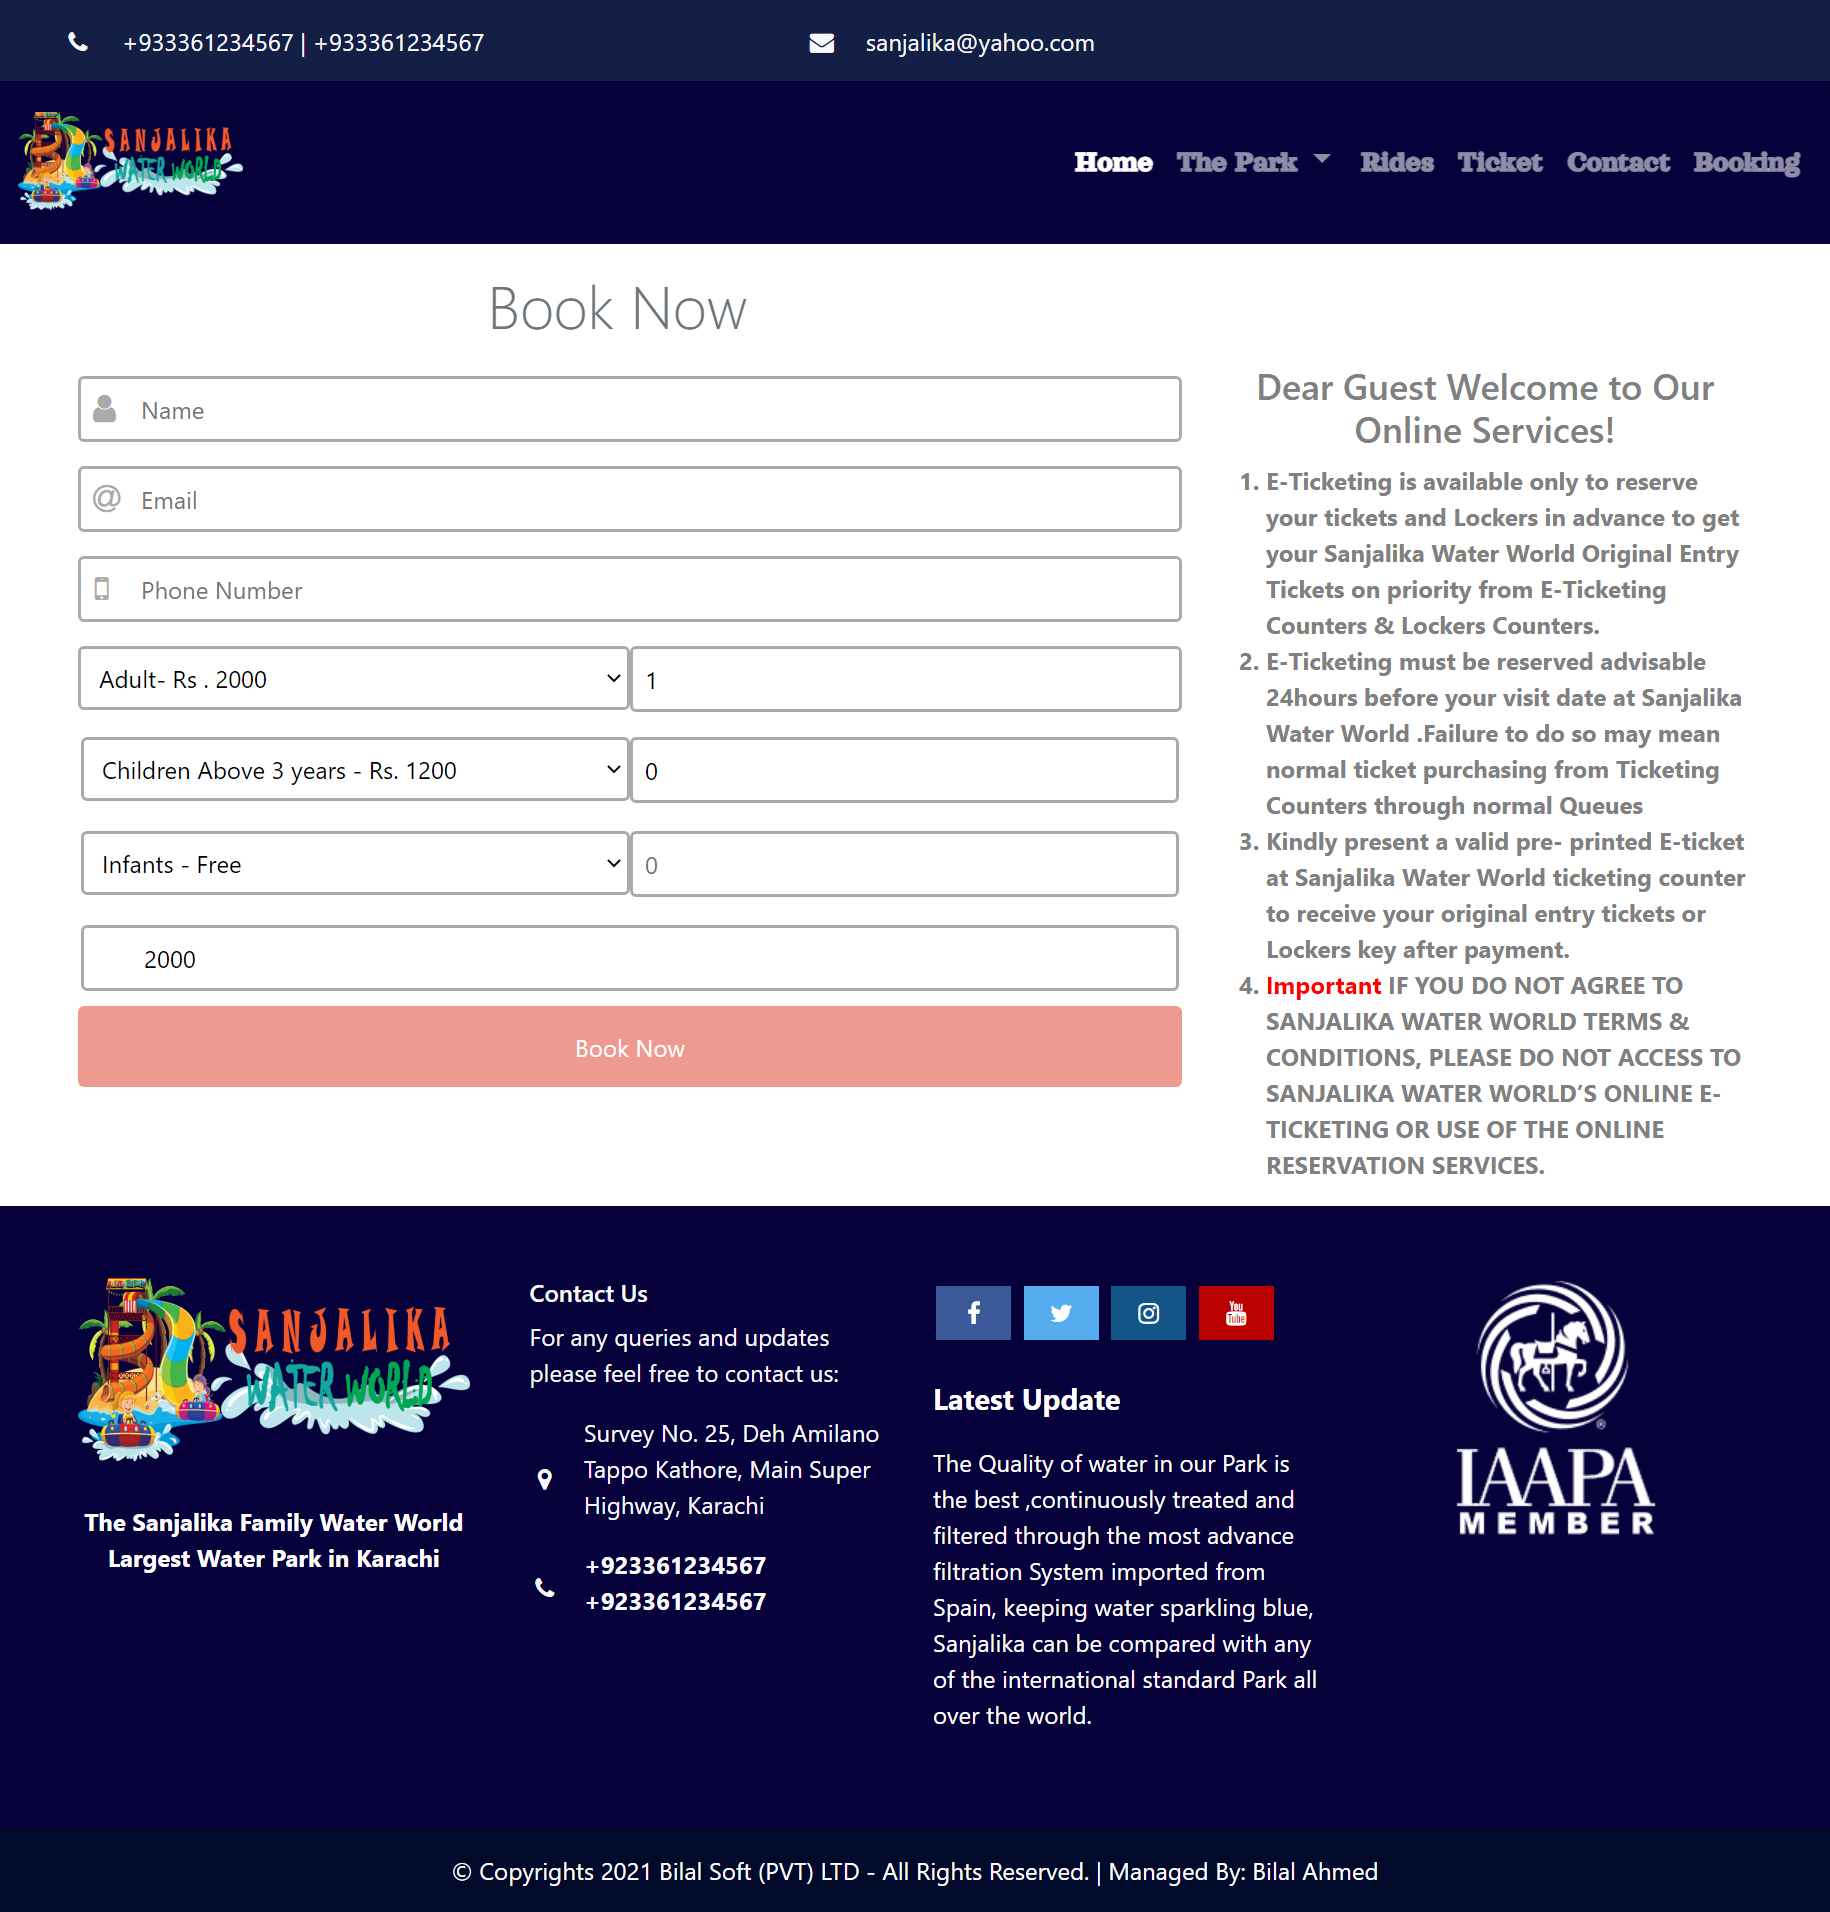 +933361234567 | +933361234567
sanjalika@yahoo.com
SANJALIKA
WATER WORLD
Home The Park Rides Ticket Contact Booking
Book Now
Name
Email
Phone Number
Adult- Rs . 2000
1
Children Above 3 years - Rs. 1200
0
Infants - Free
0
2000
Book Now
Dear Guest Welcome to Our
Online Services!
1. E-Ticketing is available only to reserve
your tickets and Lockers in advance to get
your Sanjalika Water World Original Entry
Tickets on priority from E-Ticketing
Counters & Lockers Counters.
2. E-Ticketing must be reserved advisable
24hours before your visit date at Sanjalika
Water World .Failure to do so may mean
normal ticket purchasing from Ticketing
Counters through normal Queues
3. Kindly present a valid pre- printed E-ticket
at Sanjalika Water World ticketing counter
to receive your original entry tickets or
Lockers key after payment.
4. Important IF YOU DO NOT AGREE TO
SANJALIKA WATER WORLD TERMS &
CONDITIONS, PLEASE DO NOT ACCESS TO
SANJALIKA WATER WORLD’S ONLINE E-
TICKETING OR USE OF THE ONLINE
RESERVATION SERVICES.
SANJALIKA
WATER WORLD
The Sanjalika Family Water World
Largest Water Park in Karachi
Contact Us
For any queries and updates
please feel free to contact us:
Survey No. 25, Deh Amilano
Tappo Kathore, Main Super
Highway, Karachi
+923361234567
+923361234567
You
Tube
Latest Update
The Quality of water in our Park is
the best ,continuously treated and
filtered through the most advance
filtration System imported from
Spain, keeping water sparkling blue,
Sanjalika can be compared with any
of the international standard Park all
over the world.
®
IAAPA
MEMBER
© Copyrights 2021 Bilal Soft (PVT) LTD - All Rights Reserved. | Managed By: Bilal Ahmed